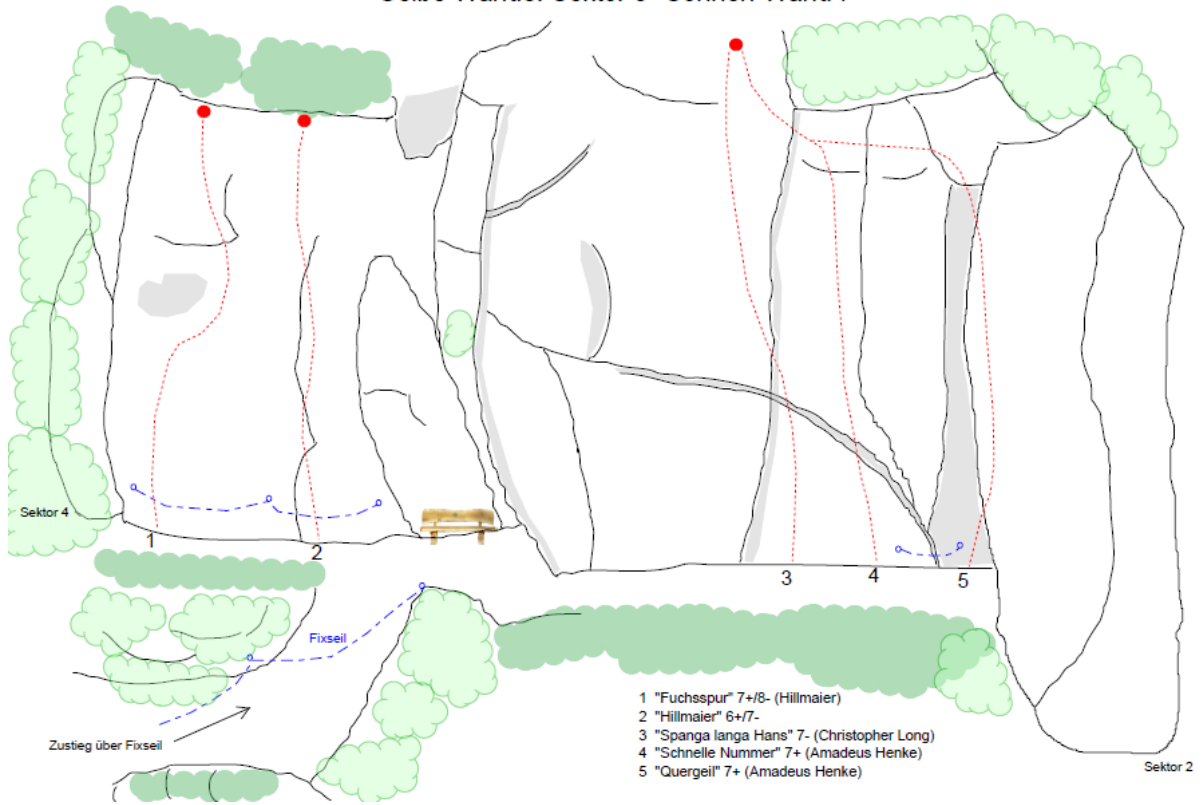 Sektor 4
1
2
3
4
5
Fixseil
Zustieg über Fixseil
1 "Fuchsspur" 7+/8- (Hillmaier)
2 "Hillmaier" 6+/7-
3 "Spanga langa Hans" 7- (Christopher Long)
4 "Schnelle Nummer" 7+ (Amadeus Henke)
5 "Quergeil" 7+ (Amadeus Henke)
Sektor 2